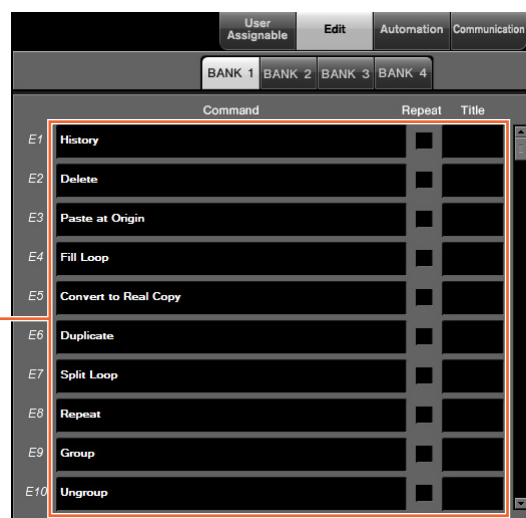 User Assignable Edit Automation Communication
BANK 1 BANK 2 BANK 3 BANK 4
Command Repeat Title
E1 History
E2 Delete
E3 Paste at Origin
E4 Fill Loop
E5 Convert to Real Copy
E6 Duplicate
E7 Split Loop
E8 Repeat
E9 Group
E10 Ungroup